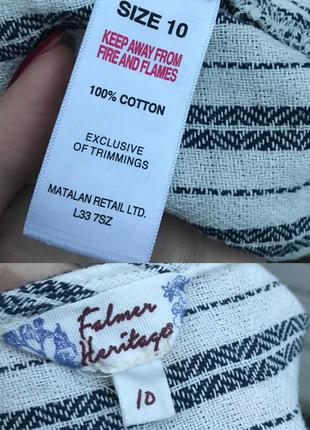 SIZE 10
KEEP AWAY FROM
FIRE AND FLAMES
100% COTTON
EXCLUSIVE
OF TRIMMINGS
MATALAN RETAIL LTD.
L33 7SZ
Falmer
Heritage®
10